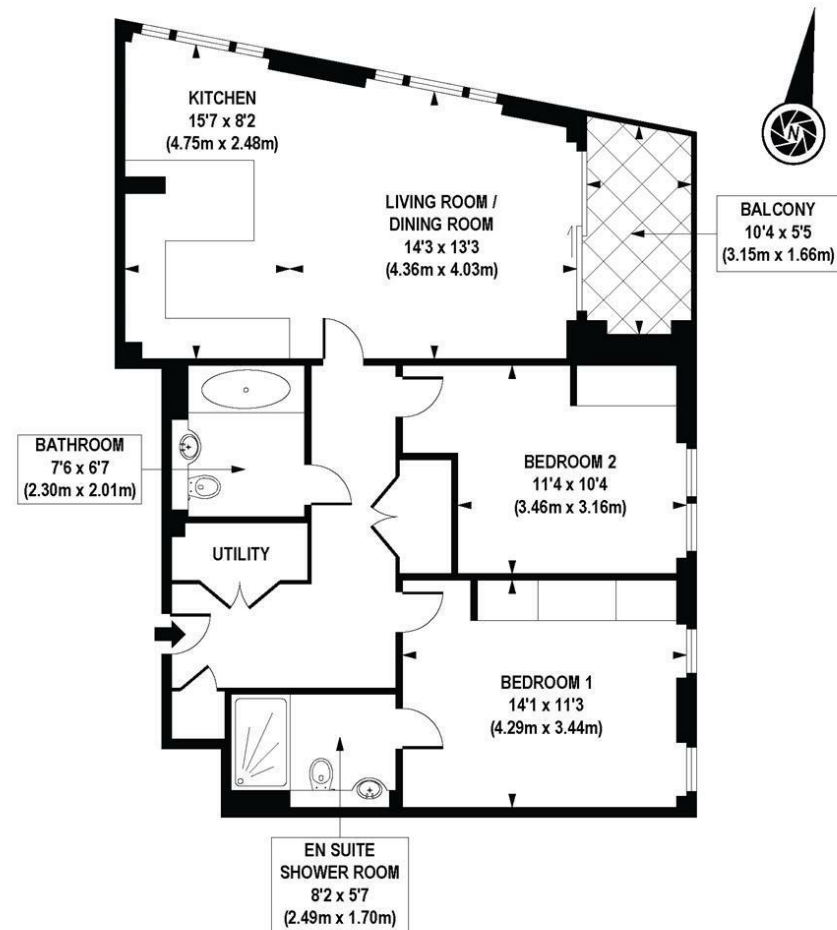 KITCHEN
15'7 x 8'2
(4.75m x 2.48m)
N
LIVING ROOM /
DINING ROOM
14'3 x 13'3
(4.36m x 4.03m)
BALCONY
10'4 x 5'5
(3.15m x 1.66m)
BATHROOM
7'6 x 6'7
(2.30m x 2.01m)
BEDROOM 2
11'4 x 10'4
(3.46m x 3.16m)
UTILITY
BEDROOM 1
14'1 x 11'3
(4.29m x 3.44m)
EN SUITE
SHOWER ROOM
8'2 x 5'7
(2.49m x 1.70m)